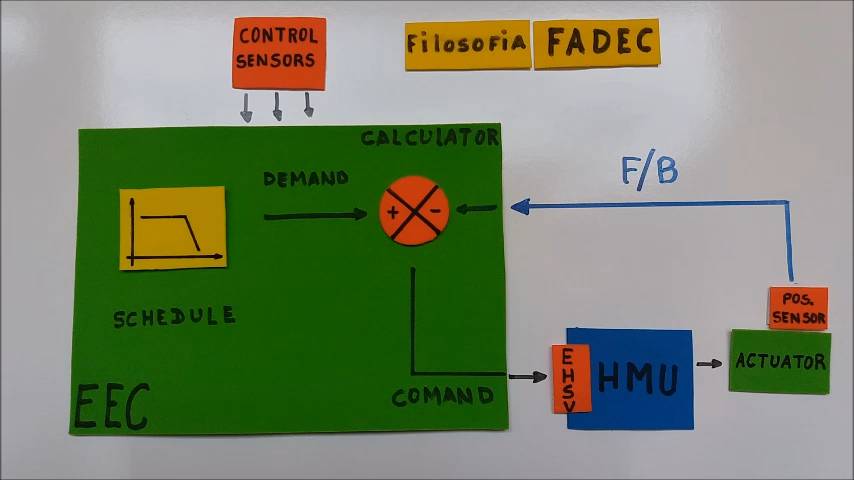 CONTROL
SENSORS
Filosofia FADEC
CALCULATOR
DEMAND
+ -
F/B
SCHEDULE
POS.
SENSOR
EHSV
HMU
ACTUATOR
COMAND
EEC